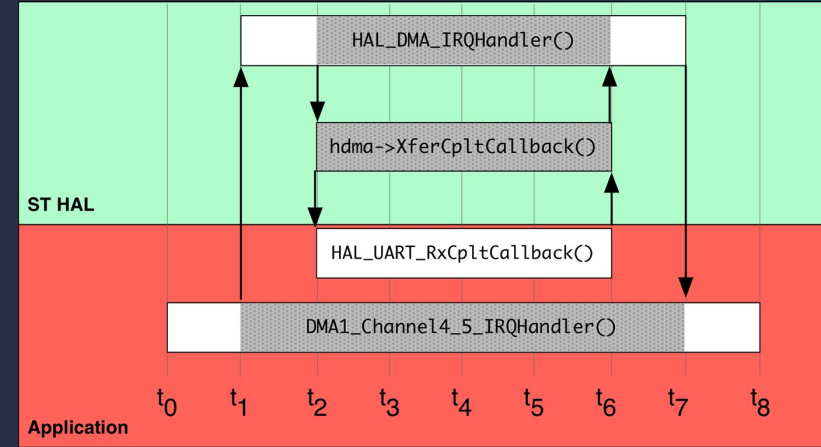 HAL_DMA_IRQHandler()
hdma->XferCpltCallback()
ST HAL
HAL_UART_RxCpltCallback()
DMA1_Channel4_5_IRQHandler()
t0 t1 t2 t3 t4 t5 t6 t7 t8
Application